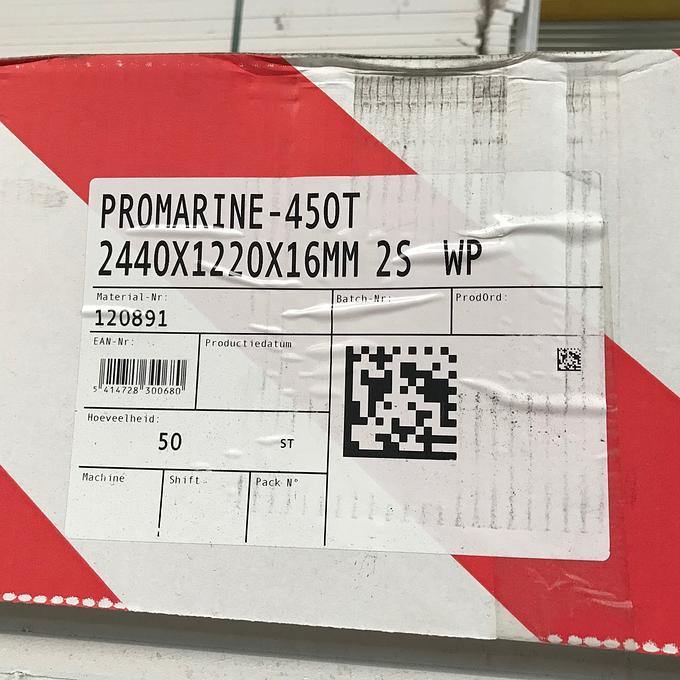 PROMARINE-450T
2440X1220X16MM 2S WP
Material-Nr:
120891
Batch-Nr:
ProdOrd:
EAN-Nr:
Productiedatum
5 414728 300680
Hoeveelheid:
50 ST
Machine
Shift
Pack N°